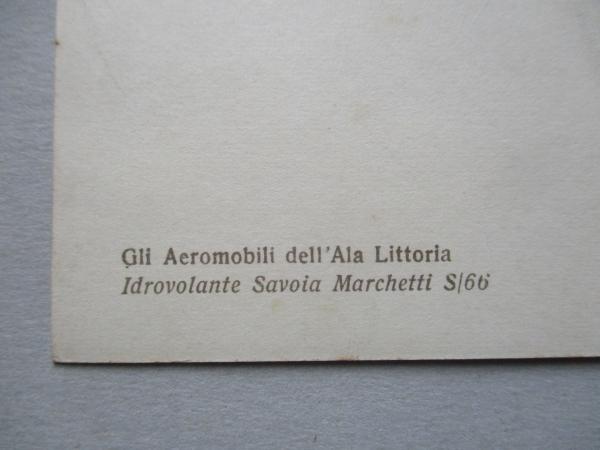 Gli Aeromobili dell'Ala Littoria
Idrovolante Savoia Marchetti S/66